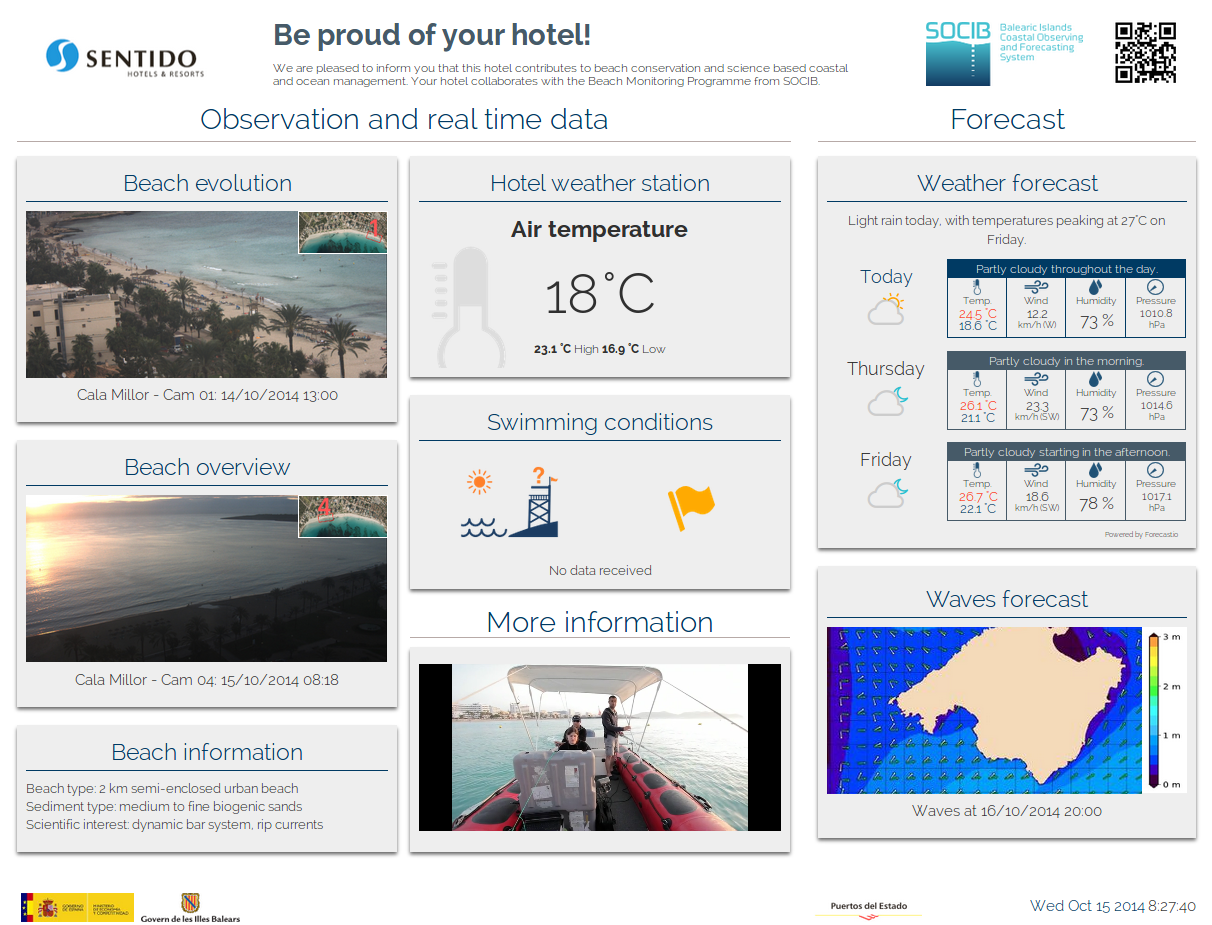 SENTIDO
HOTELS & RESORTS
Be proud of your hotel!
We are pleased to inform you that this hotel contributes to beach conservation and science based coastal
and ocean management. Your hotel collaborates with the Beach Monitoring Programme from SOCIB.
SOCIB
Balearic Islands
Coastal Observing
and Forecasting
System
Observation and real time data
Beach evolution
1
Cala Millor - Cam 01: 14/10/2014 13:00
Beach overview
4
Cala Millor - Cam 04: 15/10/2014 08:18
Beach information
Beach type: 2 km semi-enclosed urban beach
Sediment type: medium to fine biogenic sands
Scientific interest: dynamic bar system, rip currents
Hotel weather station
Air temperature
18°C
23.1 °C High 16.9 °C Low
Swimming conditions
?
No data received
More information
Forecast
Weather forecast
Light rain today, with temperatures peaking at 27°C on
Friday.
Today
Partly cloudy throughout the day.
Temp. Wind Humidity Pressure
24.5 °C 12.2 73 % 1010.8
18.6 °C km/h (W) hPa
Thursday
Partly cloudy in the morning.
Temp. Wind Humidity Pressure
26.1 °C 23.3 73 % 1014.6
21.1 °C km/h (SW) hPa
Friday
Partly cloudy starting in the afternoon.
Temp. Wind Humidity Pressure
26.7 °C 18.6 78 % 1017.1
22.1 °C km/h (SW) hPa
Powered by Forecastio
Waves forecast
3 m
2 m
1 m
0 m
Waves at 16/10/2014 20:00
GOBIERNO
DE ESPAÑA
MINISTERIO
DE ECONOMÍA
Y COMPETITIVIDAD
Govern de les Illes Balears
Puertos del Estado
Wed Oct 15 2014 8:27:40